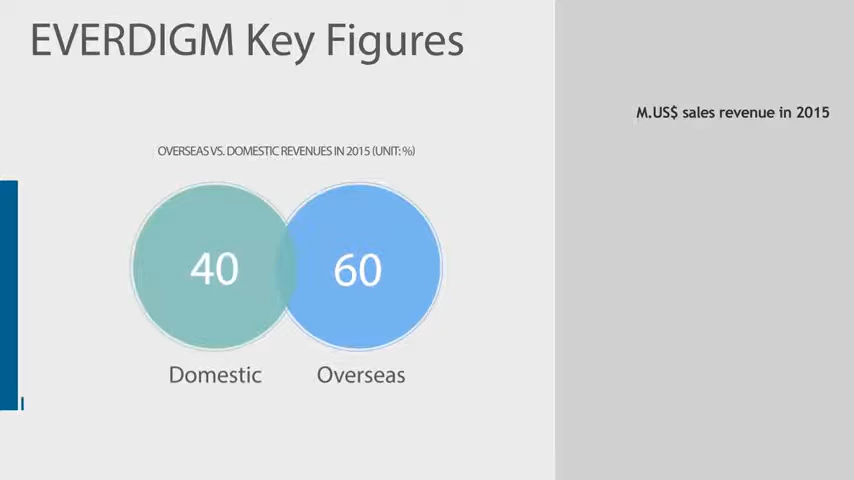 EVERDIGM Key Figures
M.US$ sales revenue in 2015
OVERSEAS VS. DOMESTIC REVENUES IN 2015 (UNIT: %)
40
60
Domestic
Overseas